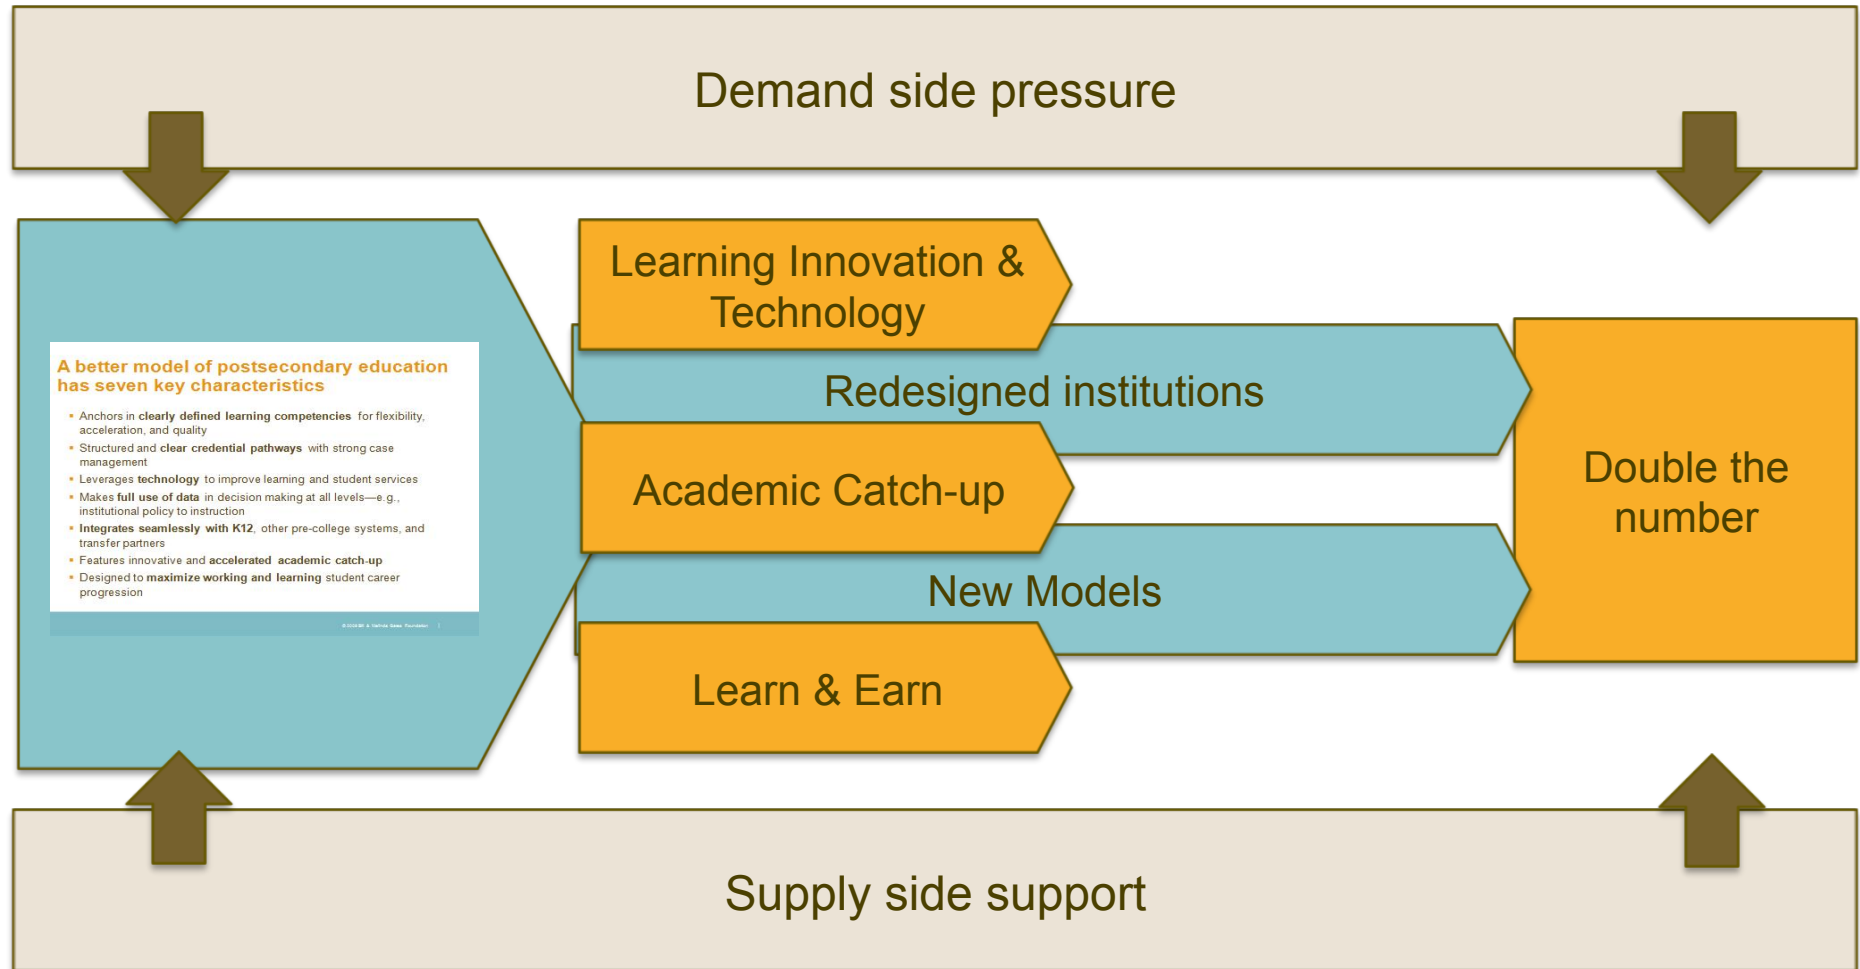 Demand side pressure
A better model of postsecondary education
has seven key characteristics
▪ Anchors in clearly defined learning competencies for flexibility,
acceleration, and quality
▪ Structured and clear credential pathways with strong case
management
▪ Leverages technology to improve learning and student services
▪ Makes full use of data in decision making at all levels—e.g.,
institutional policy to instruction
▪ Integrates seamlessly with K12, other pre-college systems, and
transfer partners
▪ Features innovative and accelerated academic catch-up
▪ Designed to maximize working and learning student career
progression
Learning Innovation &
Technology
Redesigned institutions
Academic Catch-up
New Models
Learn & Earn
Double the
number
Supply side support